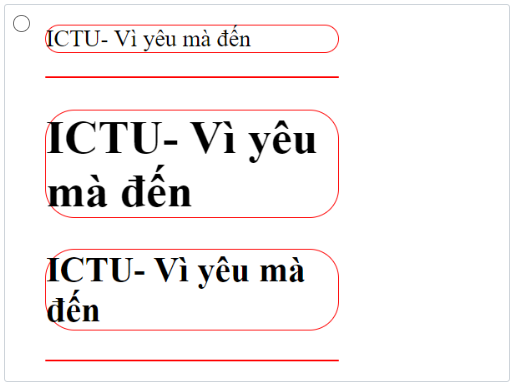 ICTU- Vì yêu mà đến
ICTU- Vì yêu
mà đến
ICTU- Vì yêu mà
đến